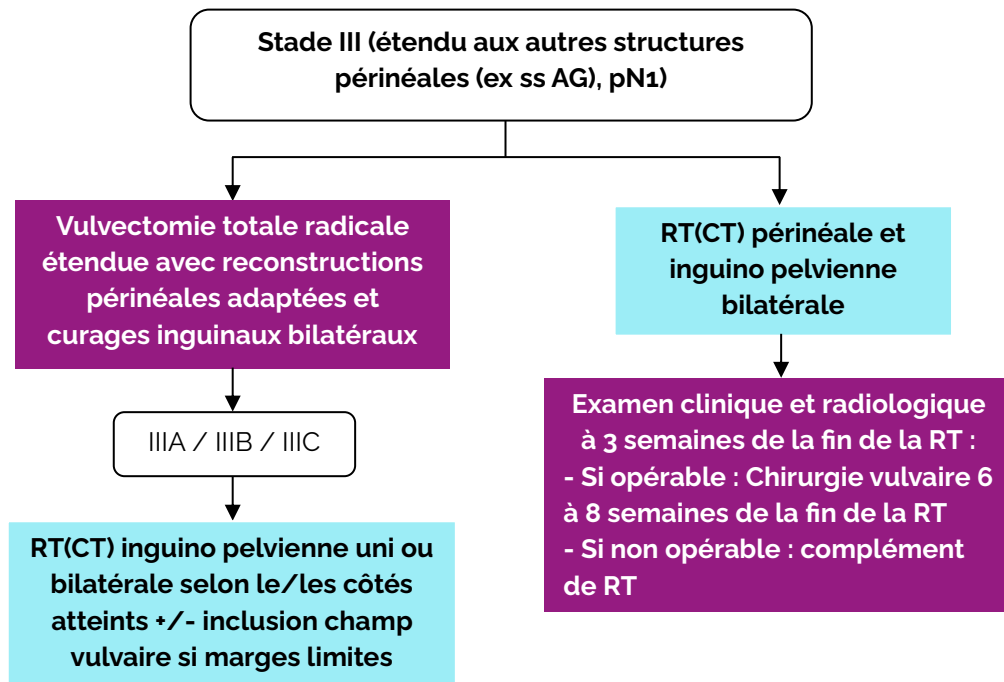 Stade III (étendu aux autres structures
périnéales (ex ss AG), pN1)
Vulvectomie totale radicale
étendue avec reconstructions
périnéales adaptées et
curages inguinaux bilatéraux
IIIA / IIIB / IIIC
RT(CT) inguino pelvienne uni ou
bilatérale selon le/les côtés
atteints +/- inclusion champ
vulvaire si marges limites
RT(CT) périnéale et
inguino pelvienne
bilatérale
Examen clinique et radiologique
à 3 semaines de la fin de la RT :
- Si opérable : Chirurgie vulvaire 6
à 8 semaines de la fin de la RT
- Si non opérable : complément
de RT